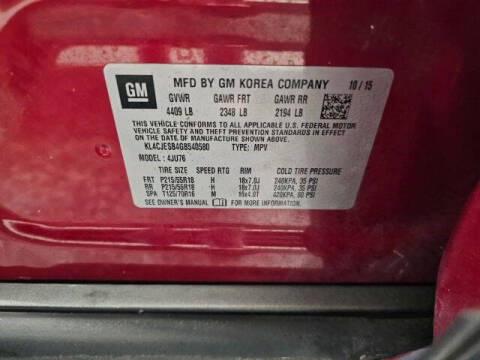 GM MFD BY GM KOREA COMPANY 10/15
GVWR GAWR FRT GAWR RR
4409 LB 2348 LB 2194 LB
THIS VEHICLE CONFORMS TO ALL APPLICABLE U.S. FEDERAL MOTOR
VEHICLE SAFETY, BUMPER, AND THEFT PREVENTION STANDARDS
IN EFFECT ON THE DATE OF MANUFACTURE SHOWN ABOVE.
KL4CJESB4GB540580 TYPE: MPV
MODEL: 4JU76
TIRE SIZE SPEED RTG RIM COLD TIRE PRESSURE
FRT P215/55R18 H 18x7.0J 240KPA, 35 PSI
RR P215/55R18 H 18x7.0J 240KPA, 35 PSI
SPA T125/70R16 M 16x4.0T 420KPA, 60 PSI
SEE OWNER'S MANUAL FOR MORE INFORMATION.